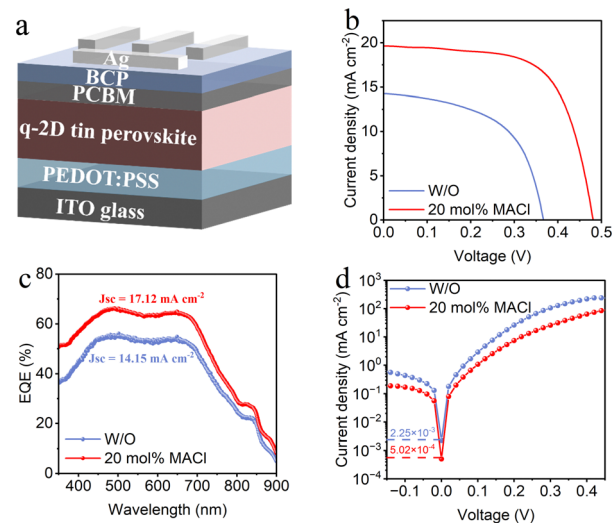 a
Ag
BCP
PCBM
q-2D tin perovskite
PEDOT:PSS
ITO glass
b
Current density (mA cm⁻²)
20
15
10
5
0
W/O
20 mol% MACl
0.0 0.1 0.2 0.3 0.4 0.5
Voltage (V)
c
EQE (%)
80
60
40
20
0
Jsc = 17.12 mA cm⁻²
Jsc = 14.15 mA cm⁻²
W/O
20 mol% MACl
400 500 600 700 800 900
Wavelength (nm)
d
Current density (mA cm⁻²)
10³
10²
10¹
10⁰
10⁻¹
10⁻²
10⁻³
10⁻⁴
W/O
20 mol% MACl
2.25×10⁻³
5.02×10⁻⁴
−0.1 0.0 0.1 0.2 0.3 0.4
Voltage (V)